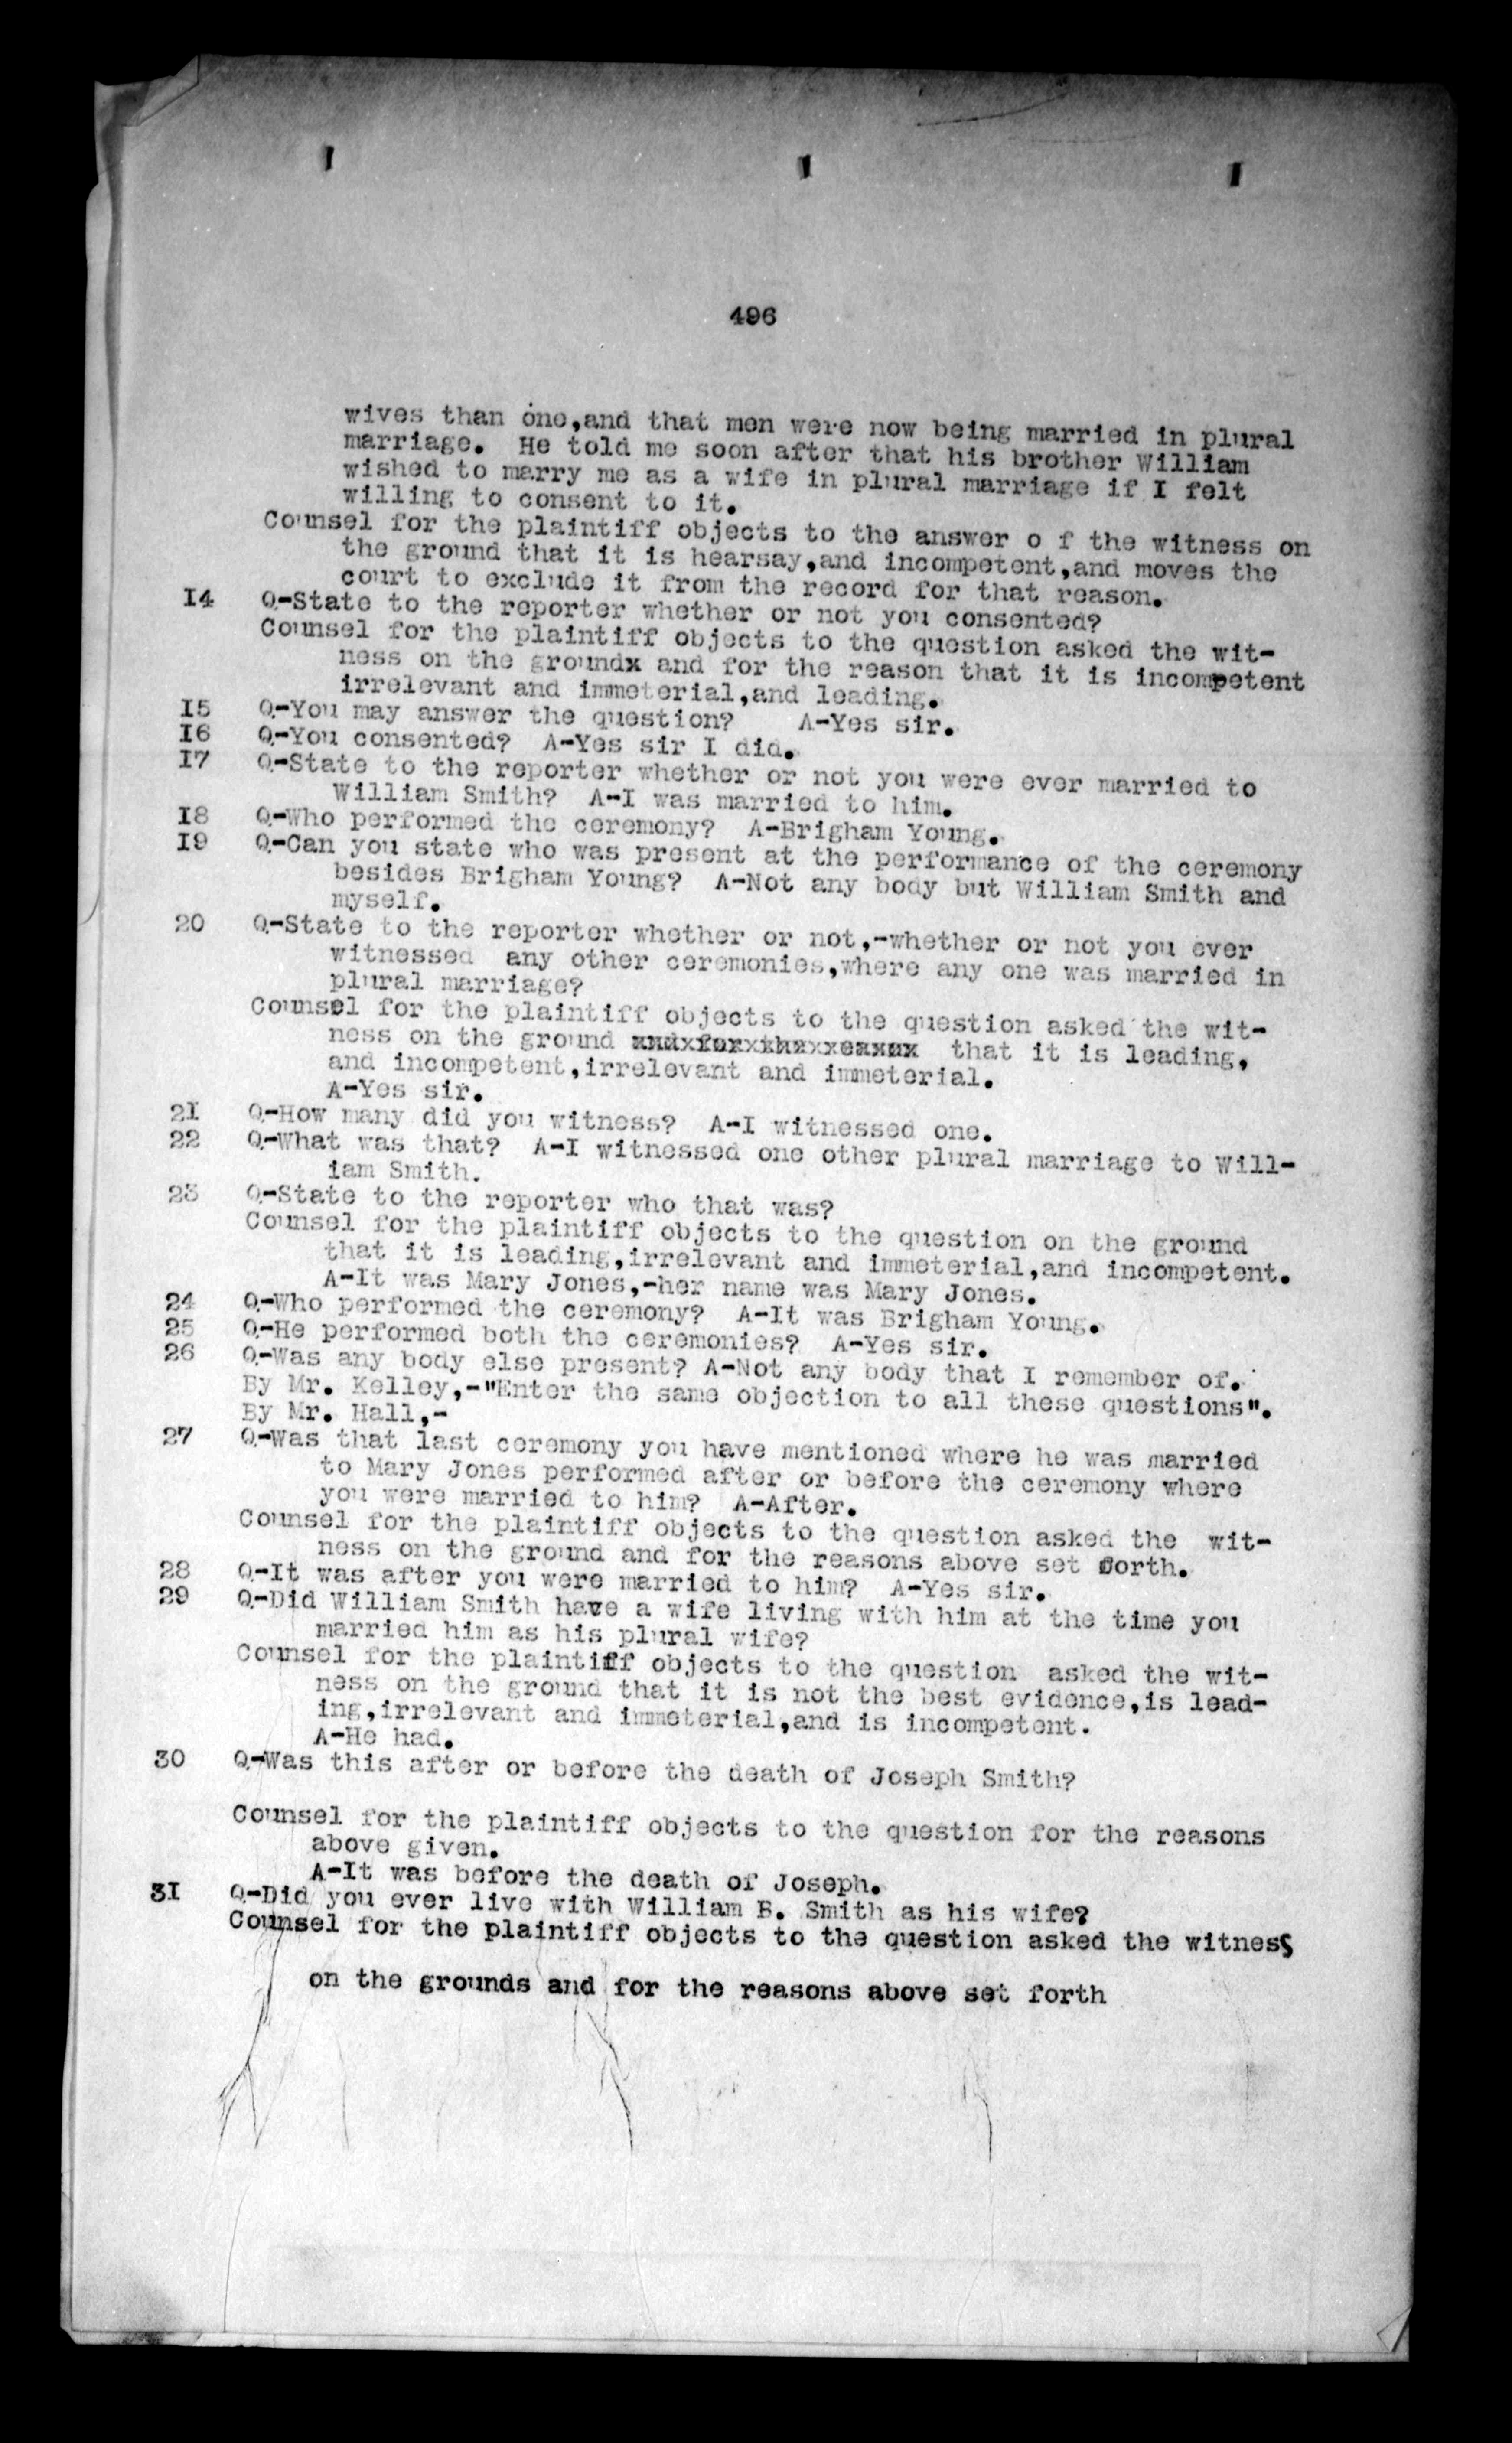 496
wives than one,and that men were now being married in plural
marriage. He told me soon after that his brother William
wished to marry me as a wife in plural marriage if I felt
willing to consent to it.
Counsel for the plaintiff objects to the answer o f the witness on
the ground that it is hearsay,and incompetent,and moves the
court to exclude it from the record for that reason.
14 Q-State to the reporter whether or not you consented?
Counsel for the plaintiff objects to the question asked the wit-
ness on the groundx and for the reason that it is incompetent
irrelevant and immeterial,and leading.
15 Q-You may answer the question? A-Yes sir.
16 Q-You consented? A-Yes sir I did.
17 Q-State to the reporter whether or not you were ever married to
William Smith? A-I was married to him.
18 Q-Who performed the ceremony? A-Brigham Young.
19 Q-Can you state who was present at the performance of the ceremony
besides Brigham Young? A-Not any body but William Smith and
myself.
20 Q-State to the reporter whether or not,-whether or not you ever
witnessed any other ceremonies,where any one was married in
plural marriage?
Counsel for the plaintiff objects to the question asked the wit-
ness on the ground that it is leading,
and incompetent,irrelevant and immeterial.
A-Yes sir.
21 Q-How many did you witness? A-I witnessed one.
22 Q-What was that? A-I witnessed one other plural marriage to Will-
iam Smith.
23 Q-State to the reporter who that was?
Counsel for the plaintiff objects to the question on the ground
that it is leading,irrelevant and immeterial,and incompetent.
A-It was Mary Jones,-her name was Mary Jones.
24 Q-Who performed the ceremony? A-It was Brigham Young.
25 Q-He performed both the ceremonies? A-Yes sir.
26 Q-Was any body else present? A-Not any body that I remember of.
By Mr. Kelley,-"Enter the same objection to all these questions".
By Mr. Hall,-
27 Q-Was that last ceremony you have mentioned where he was married
to Mary Jones performed after or before the ceremony where
you were married to him? A-After.
Counsel for the plaintiff objects to the question asked the wit-
ness on the ground and for the reasons above set forth.
28 Q-It was after you were married to him? A-Yes sir.
29 Q-Did William Smith have a wife living with him at the time you
married him as his plural wife?
Counsel for the plaintiff objects to the question asked the wit-
ness on the ground that it is not the best evidence,is lead-
ing,irrelevant and immeterial,and is incompetent.
A-He had.
30 Q-Was this after or before the death of Joseph Smith?
Counsel for the plaintiff objects to the question for the reasons
above given.
A-It was before the death of Joseph.
31 Q-Did you ever live with William B. Smith as his wife?
Counsel for the plaintiff objects to the question asked the witness
on the grounds and for the reasons above set forth